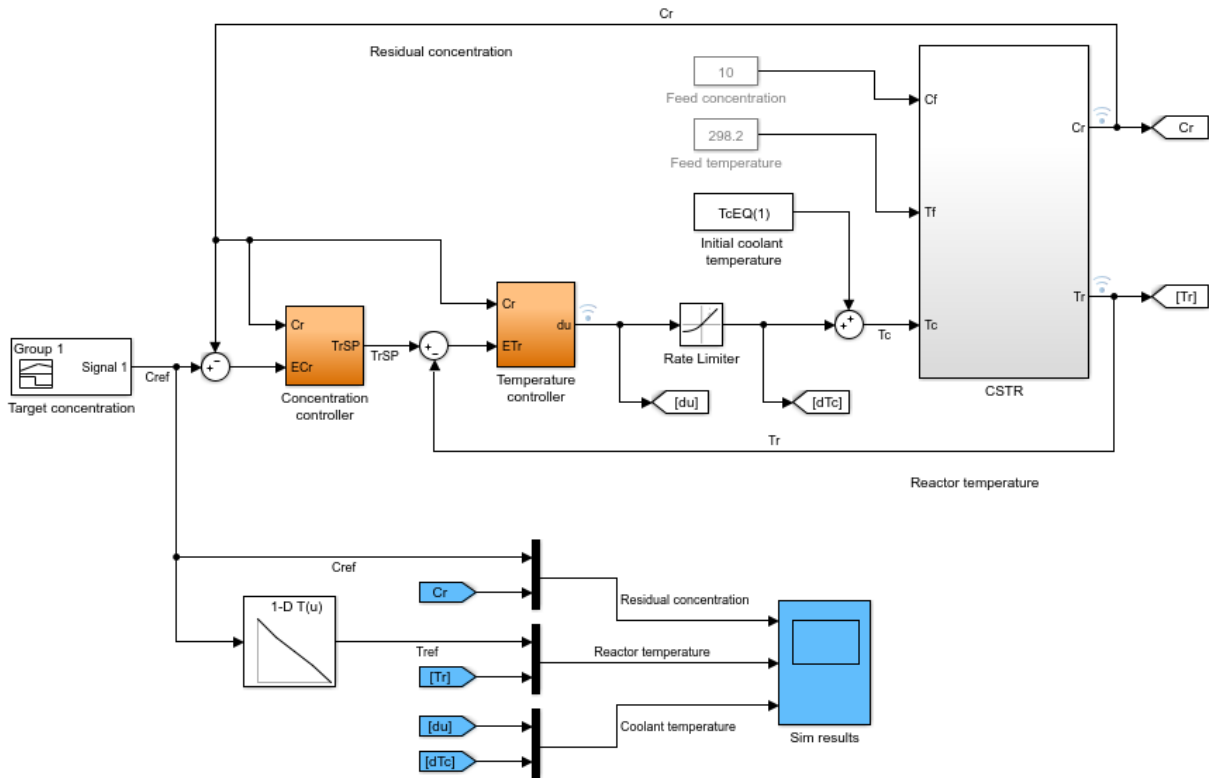 Cr
Residual concentration
10
Feed concentration
298.2
Feed temperature
TcEQ(1)
Initial coolant
temperature
Cf
Tf
Tc
Cr
Tr
CSTR
Cr
[Tr]
Group 1
Signal 1
Target concentration
Cref
+
−
Cr
ECr
TrSP
Concentration
controller
TrSP
+
−
Cr
ETr
du
Temperature
controller
Rate Limiter
[du]
[dTc]
+
+
Tc
Tr
Reactor temperature
Cref
Cr
Residual concentration
1-D T(u)
Tref
[Tr]
Reactor temperature
[du]
[dTc]
Coolant temperature
Sim results